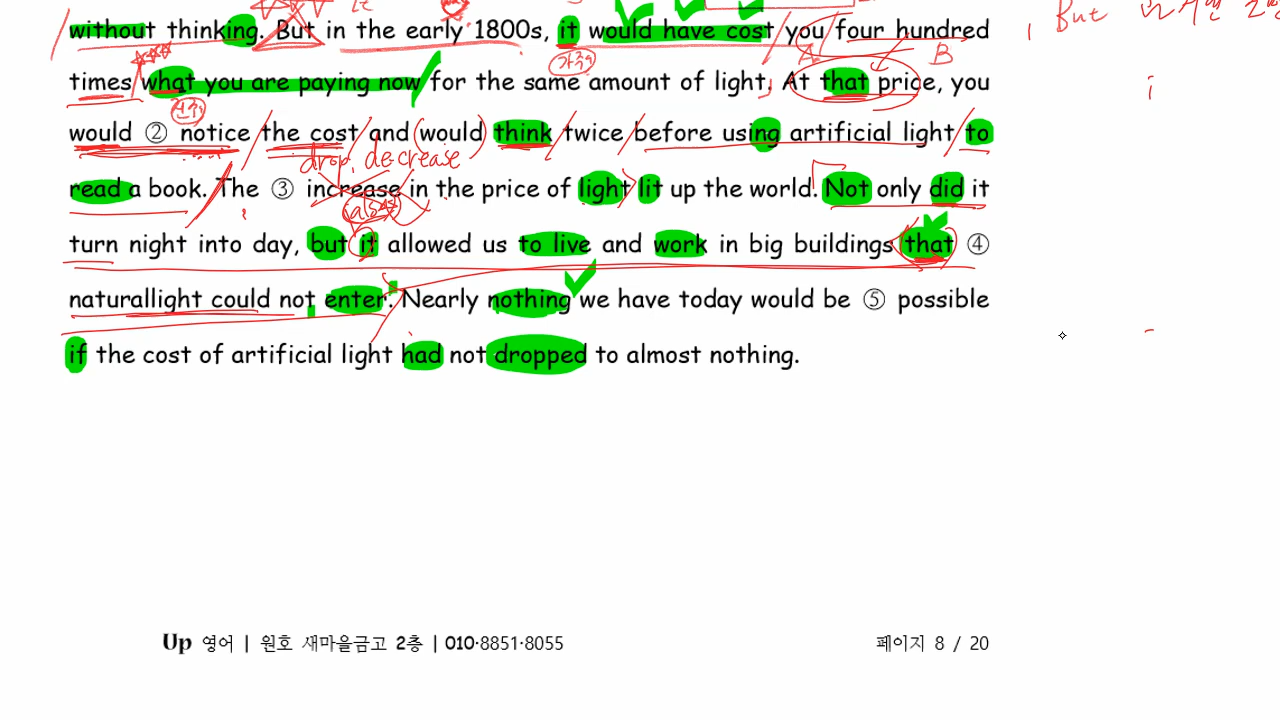 without thinking. But in the early 1800s, it would have cost you four hundred
But
가주어
A
B
times what you are paying now for the same amount of light. At that price, you
진주어
would ② notice the cost and (would) think twice before using artificial light to
drop, decrease
read a book. The ③ increase in the price of light lit up the world. Not only did it
(also)
turn night into day, but it allowed us to live and work in big buildings that ④
naturallight could not enter. Nearly nothing we have today would be ⑤ possible
if the cost of artificial light had not dropped to almost nothing.
Up 영어 | 원호 새마을금고 2층 | 010·8851·8055
페이지 8 / 20